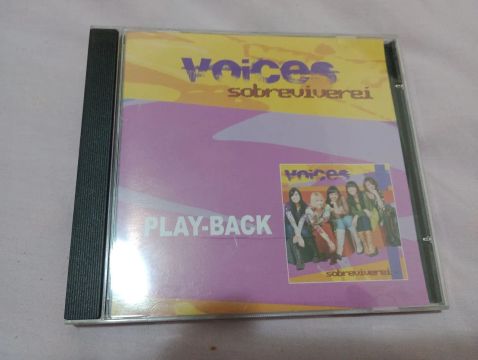 voices
sobreviverei
PLAY-BACK
voices
sobreviverei